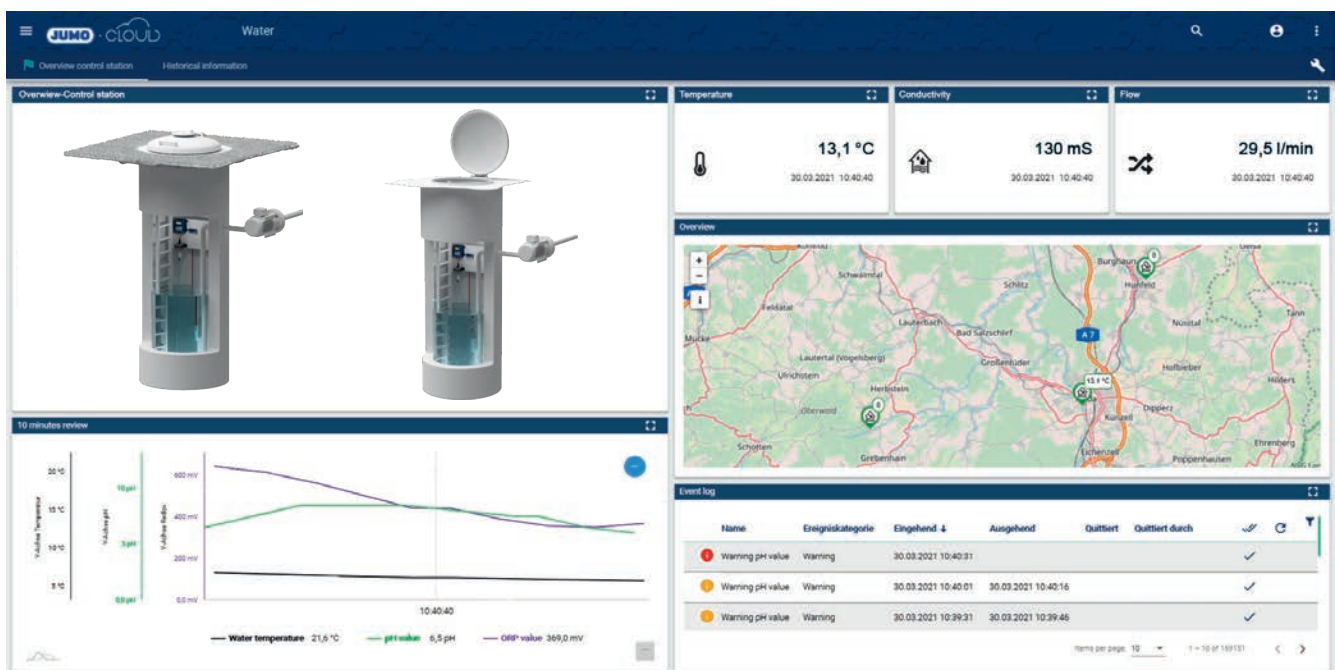 JUMO · CLOUD
Water
Overview control station
Historical information
Overwiew-Control station
Temperature
13,1 °C
30.03.2021 10:40:40
Conductivity
130 mS
30.03.2021 10:40:40
Flow
29,5 l/min
30.03.2021 10:40:40
Overview
+
−
i
Schwalmtal
Feldatal
Mücke
Lauterbach
Schlitz
Burghaun
0
Hünfeld
Bad Salzschlirf
A 7
Nüsttal
Tann
Lautertal (Vogelsberg)
Ulrichstein
Großenlüder
Hofbieber
Hilders
Herbstein
13,1 °C
Oberwald
0
Künzell
Dipperz
Schotten
Grebenhain
Eichenzell
Poppenhausen
Ehrenberg
10 minutes review
20 °C
15 °C
10 °C
5 °C
Y-Achse Temperatur
10 pH
5 pH
0,0 pH
Y-Achse pH
600 mV
400 mV
200 mV
0,0 mV
Y-Achse Redox
10:40:40
Water temperature 21,6 °C
pH value 6,5 pH
ORP value 369,0 mV
Event log
Name Ereigniskategorie Eingehend ↓ Ausgehend Quittiert Quittiert durch
Warning pH value Warning 30.03.2021 10:40:31
Warning pH value Warning 30.03.2021 10:40:01 30.03.2021 10:40:16
Warning pH value Warning 30.03.2021 10:39:31 30.03.2021 10:39:46
Items per page: 10 1 – 10 of 169151